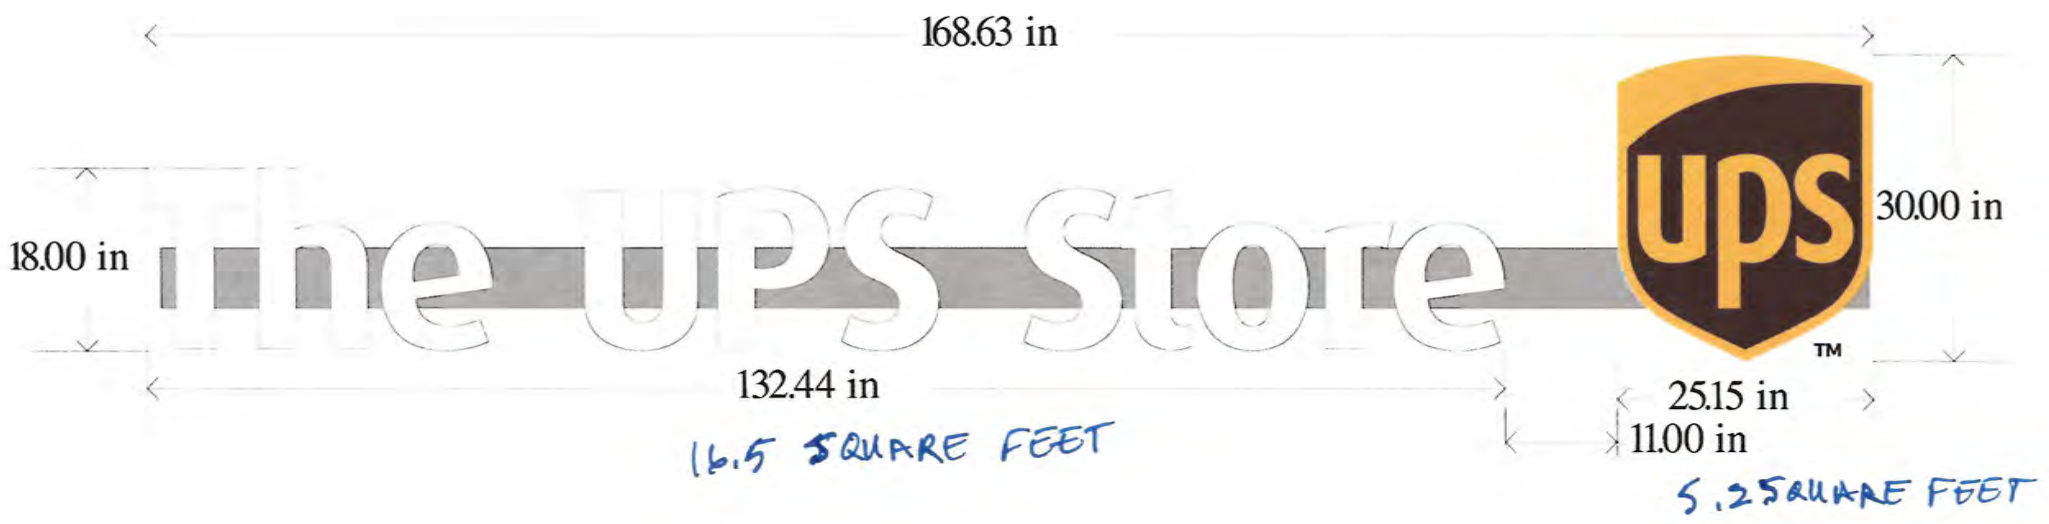 168.63 in
The UPS Store
ups
TM
18.00 in
30.00 in
132.44 in
25.15 in
11.00 in
16.5 SQUARE FEET
5.2 SQUARE FEET